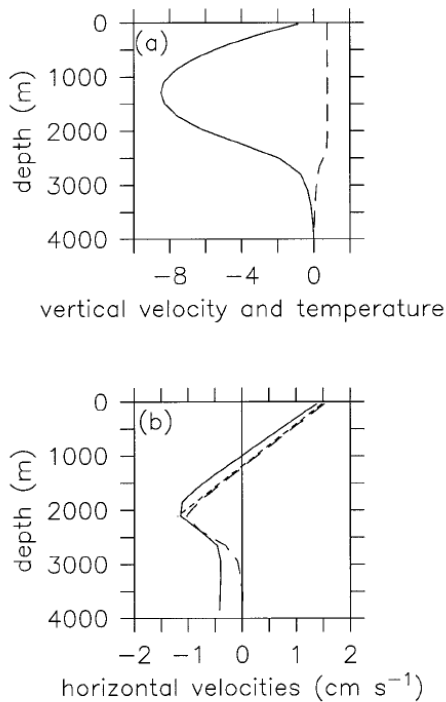 0
(a)
1000
2000
3000
4000
depth (m)
−8 −4 0
vertical velocity and temperature
0
(b)
1000
2000
3000
4000
depth (m)
−2 −1 0 1 2
horizontal velocities (cm s⁻¹)